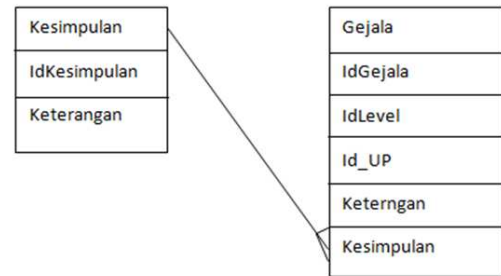 Kesimpulan
IdKesimpulan
Keterangan
Gejala
IdGejala
IdLevel
Id_UP
Keterngan
Kesimpulan